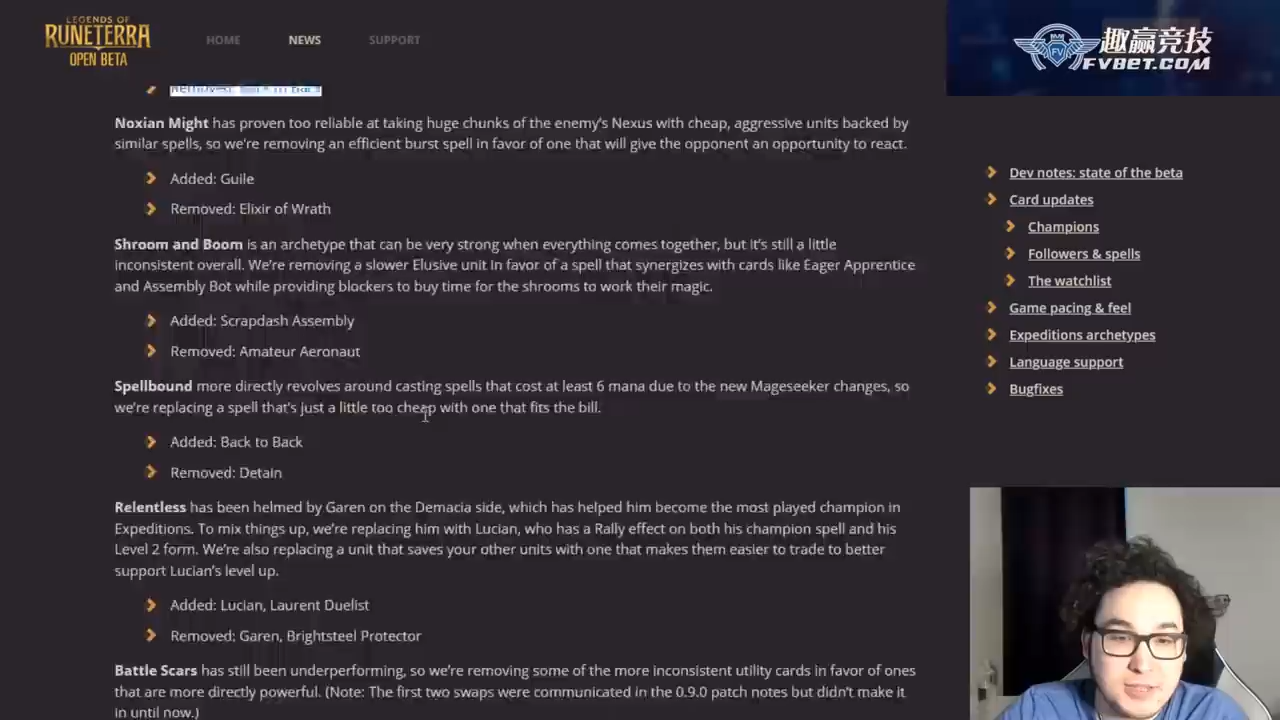 LEGENDS OF
RUNETERRA
OPEN BETA
HOME
NEWS
SUPPORT
趣赢竞技
FV
FVBET.COM
Noxian Might has proven too reliable at taking huge chunks of the enemy's Nexus with cheap, aggressive units backed by
similar spells, so we're removing an efficient burst spell in favor of one that will give the opponent an opportunity to react.
Added: Guile
Removed: Elixir of Wrath
Shroom and Boom is an archetype that can be very strong when everything comes together, but it's still a little
inconsistent overall. We're removing a slower Elusive unit in favor of a spell that synergizes with cards like Eager Apprentice
and Assembly Bot while providing blockers to buy time for the shrooms to work their magic.
Added: Scrapdash Assembly
Removed: Amateur Aeronaut
Spellbound more directly revolves around casting spells that cost at least 6 mana due to the new Mageseeker changes, so
we're replacing a spell that's just a little too cheap with one that fits the bill.
Added: Back to Back
Removed: Detain
Relentless has been helmed by Garen on the Demacia side, which has helped him become the most played champion in
Expeditions. To mix things up, we're replacing him with Lucian, who has a Rally effect on both his champion spell and his
Level 2 form. We're also replacing a unit that saves your other units with one that makes them easier to trade to better
support Lucian's level up.
Added: Lucian, Laurent Duelist
Removed: Garen, Brightsteel Protector
Battle Scars has still been underperforming, so we're removing some of the more inconsistent utility cards in favor of ones
that are more directly powerful. (Note: The first two swaps were communicated in the 0.9.0 patch notes but didn't make it
in until now.)
Dev notes: state of the beta
Card updates
Champions
Followers & spells
The watchlist
Game pacing & feel
Expeditions archetypes
Language support
Bugfixes